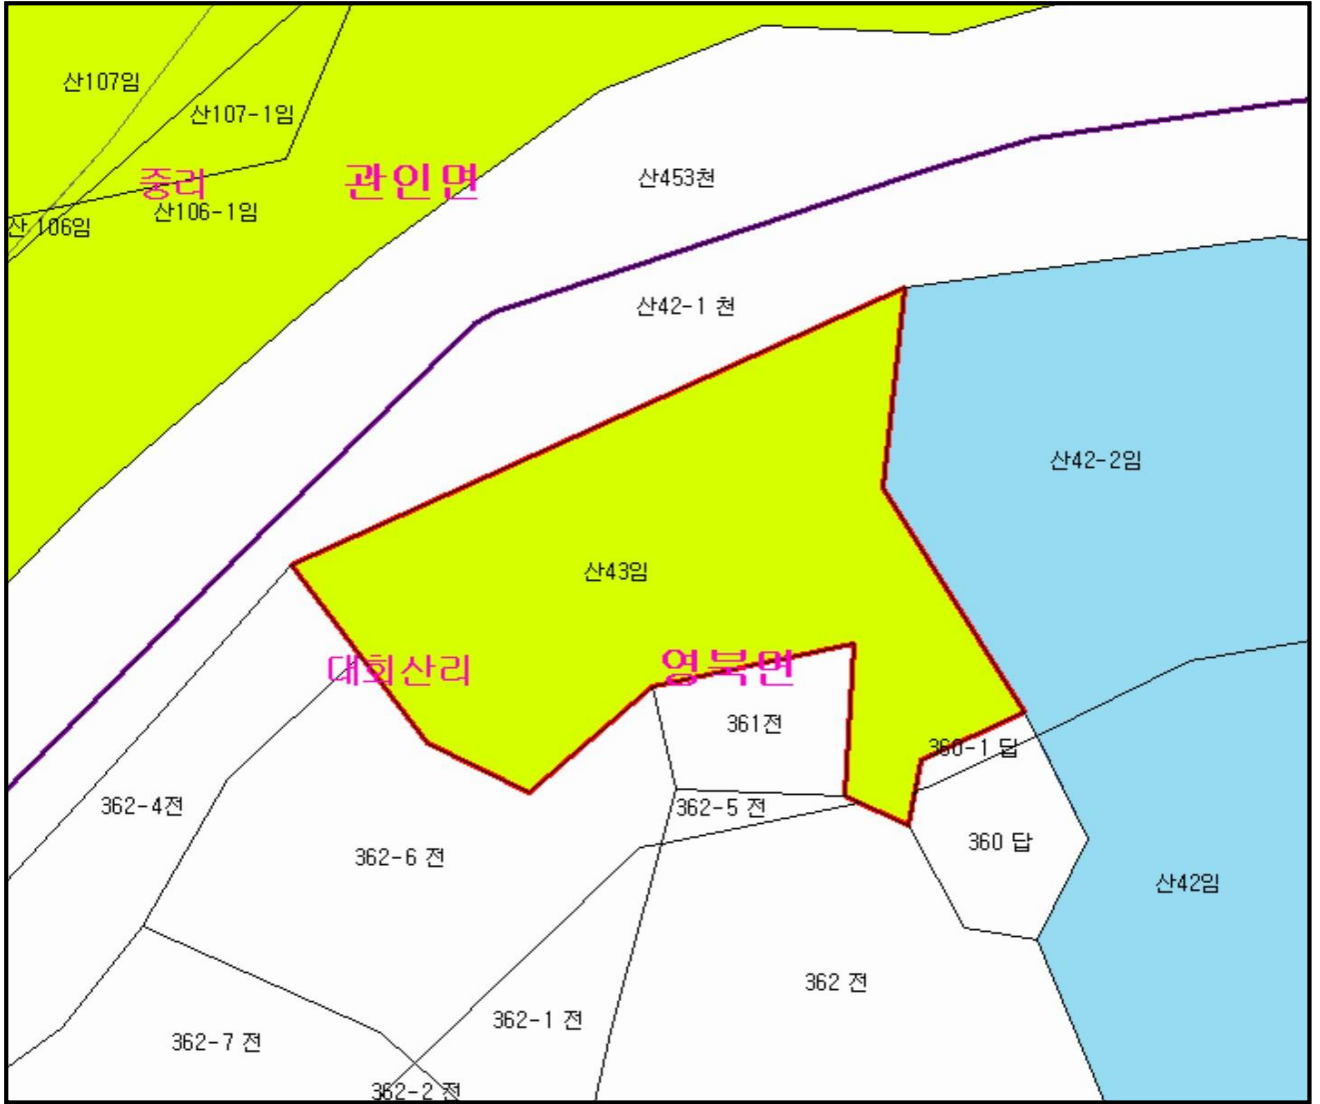 산107임
산107-1임
중리
관인면
산453천
산106-1임
산 106임
산42-1 천
산42-2임
산43임
대회산리
영북면
361전
360-1 답
362-4전
362-5 전
360 답
362-6 전
산42임
362 전
362-1 전
362-7 전
362-2 전